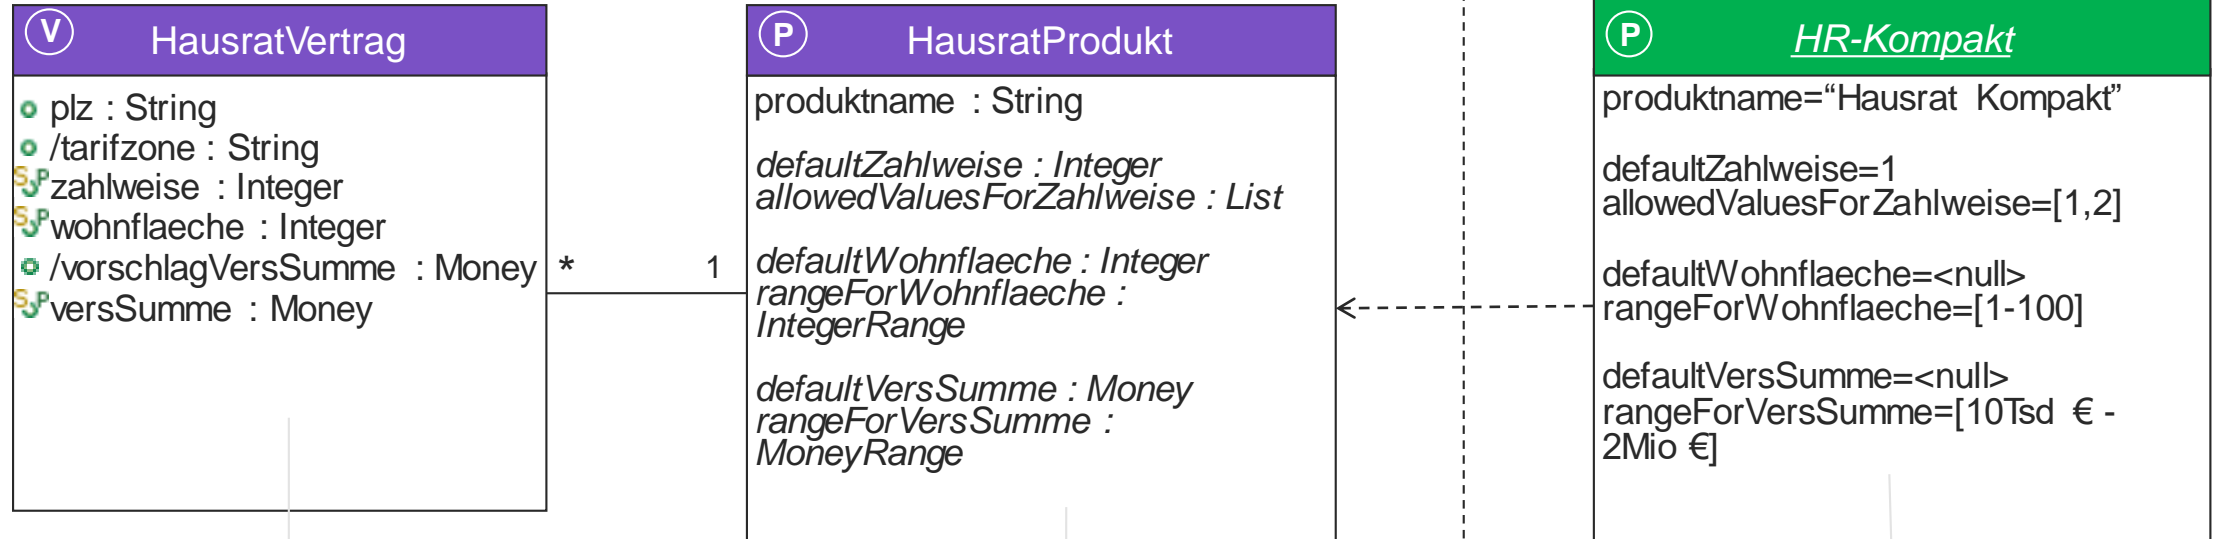 V
HausratVertrag
plz : String
/tarifzone : String
zahlweise : Integer
wohnflaeche : Integer
/vorschlagVersSumme : Money
versSumme : Money
* 1
P
HausratProdukt
produktname : String
defaultZahlweise : Integer
allowedValuesForZahlweise : List
defaultWohnflaeche : Integer
rangeForWohnflaeche :
IntegerRange
defaultVersSumme : Money
rangeForVersSumme :
MoneyRange
P
HR-Kompakt
produktname=“Hausrat Kompakt”
defaultZahlweise=1
allowedValuesForZahlweise=[1,2]
defaultWohnflaeche=<null>
rangeForWohnflaeche=[1-100]
defaultVersSumme=<null>
rangeForVersSumme=[10Tsd € -
2Mio €]